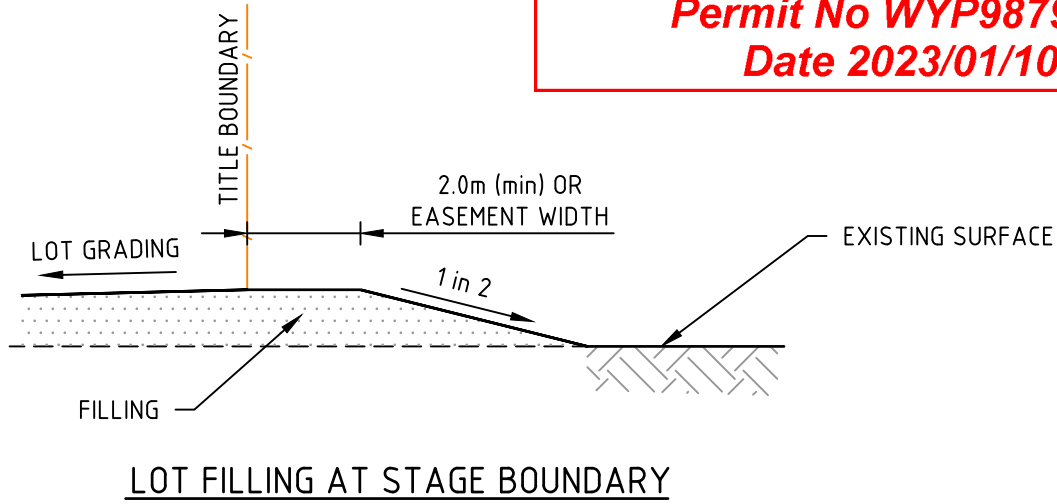 Permit No WYP9879
Date 2023/01/10
TITLE BOUNDARY
2.0m (min) OR
EASEMENT WIDTH
LOT GRADING
EXISTING SURFACE
1 in 2
FILLING
LOT FILLING AT STAGE BOUNDARY